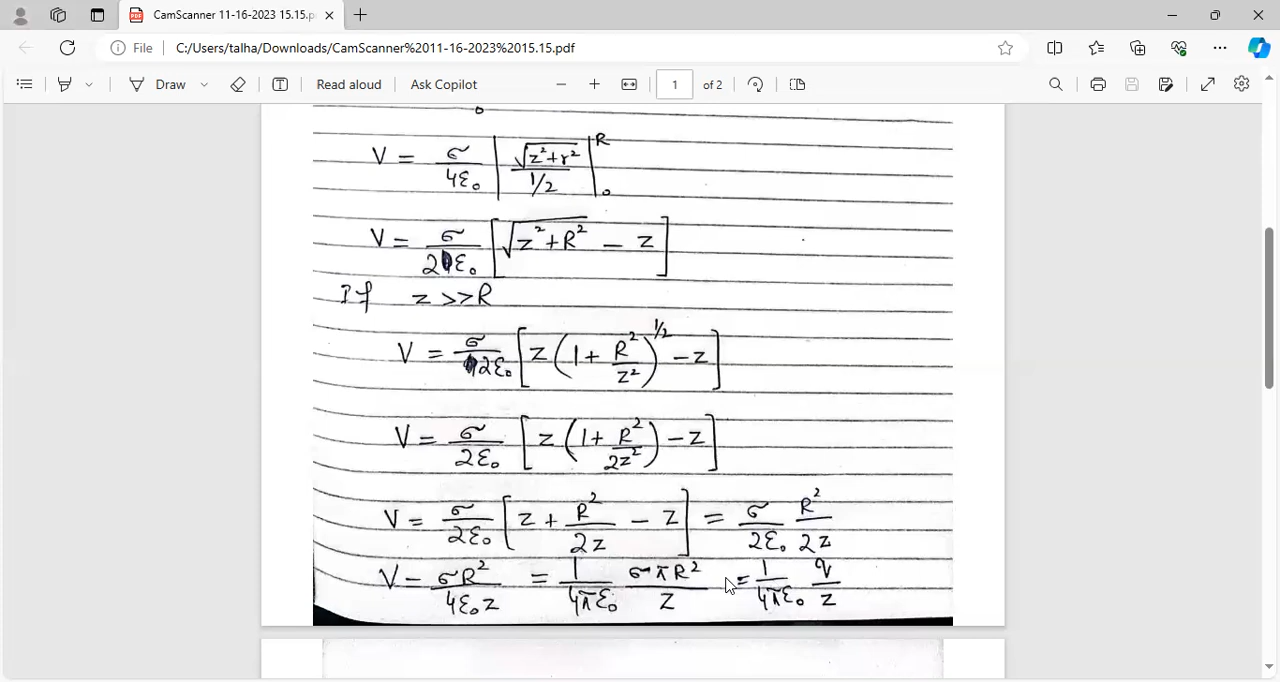 CamScanner 11-16-2023 15.15.p
File C:/Users/talha/Downloads/CamScanner%2011-16-2023%2015.15.pdf
Draw Read aloud Ask Copilot 1 of 2
0
V = σ/4ε₀ | √(z²+r²) / 1/2 |₀ᴿ
V = σ/2ε₀ [√(z²+R²) – z]
If z >> R
V = σ/2ε₀ [z(1 + R²/z²)^1/2 – z]
V = σ/2ε₀ [z(1 + R²/2z²) – z]
V = σ/2ε₀ [z + R²/2z – z] = σ/2ε₀ R²/2z
V = σR²/4ε₀z = 1/4πε₀ σπR²/z = 1/4πε₀ q/z